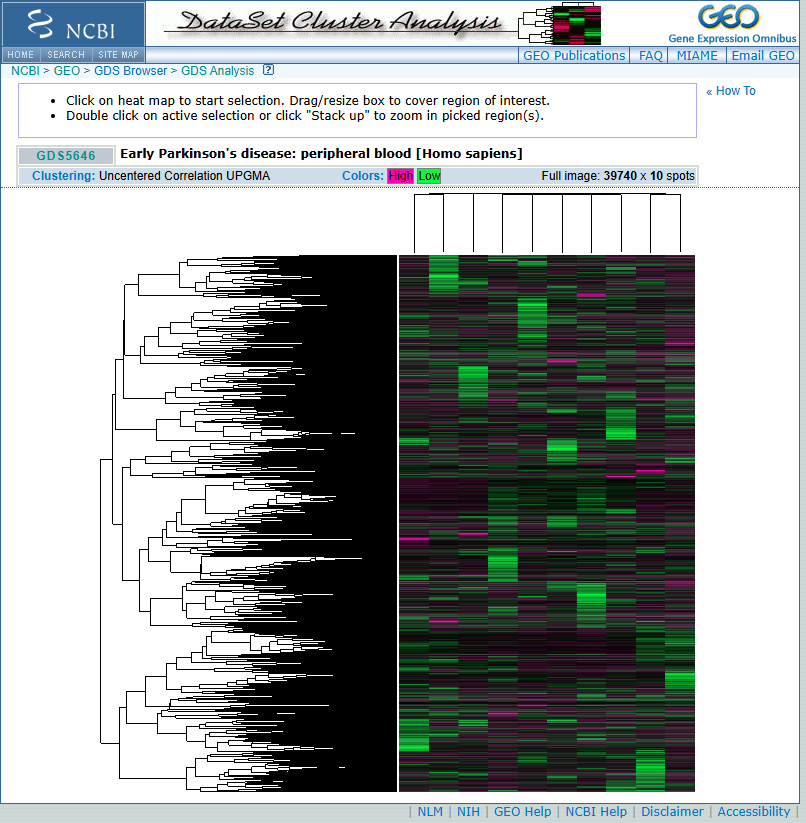 NCBI
DataSet Cluster Analysis
GEO
Gene Expression Omnibus
HOME | SEARCH | SITE MAP
GEO Publications | FAQ | MIAME | Email GEO
NCBI > GEO > GDS Browser > GDS Analysis ?
• Click on heat map to start selection. Drag/resize box to cover region of interest.
• Double click on active selection or click "Stack up" to zoom in picked region(s).
« How To
GDS5646 Early Parkinson's disease: peripheral blood [Homo sapiens]
Clustering: Uncentered Correlation UPGMA Colors: High Low Full image: 39740 x 10 spots
| NLM | NIH | GEO Help | NCBI Help | Disclaimer | Accessibility |